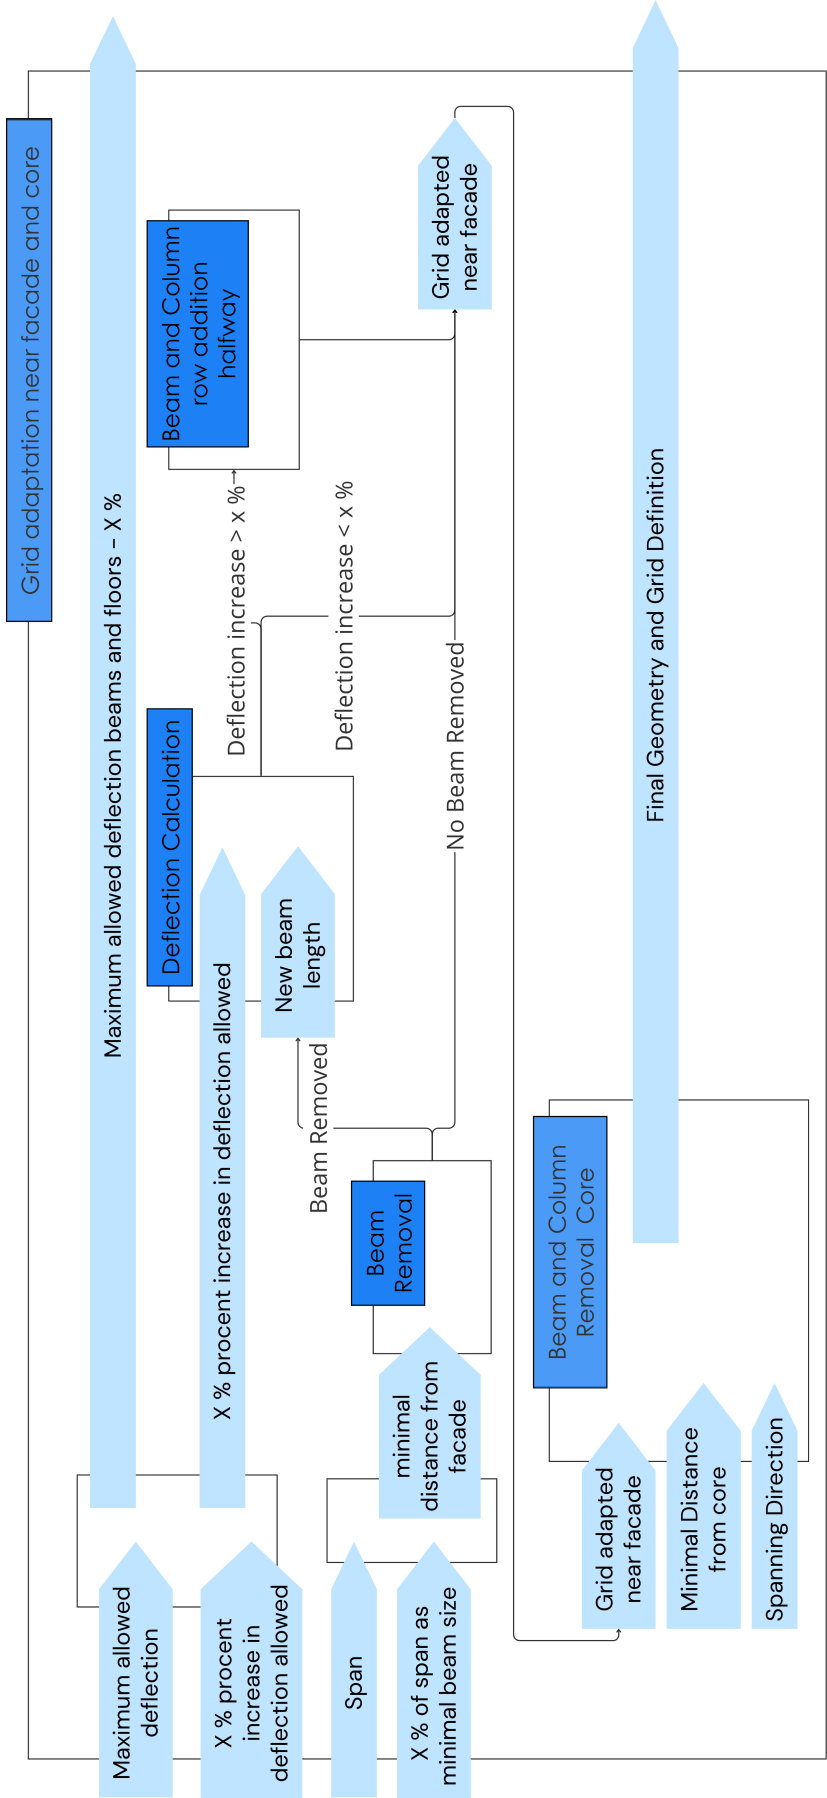 Grid adaptation near facade and core
Maximum allowed deflection beams and floors - X %
Maximum allowed
deflection
X % procent
increase in
deflection allowed
X % procent increase in deflection allowed
Deflection Calculation
New beam
length
Deflection increase > x %
Deflection increase < x %
Beam and Column
row addition
halfway
Span
X % of span as
minimal beam size
minimal
distance from
facade
Beam
Removal
Beam Removed
No Beam Removed
Grid adapted
near facade
Grid adapted
near facade
Minimal Distance
from core
Spanning Direction
Beam and Column
Removal Core
Final Geometry and Grid Definition